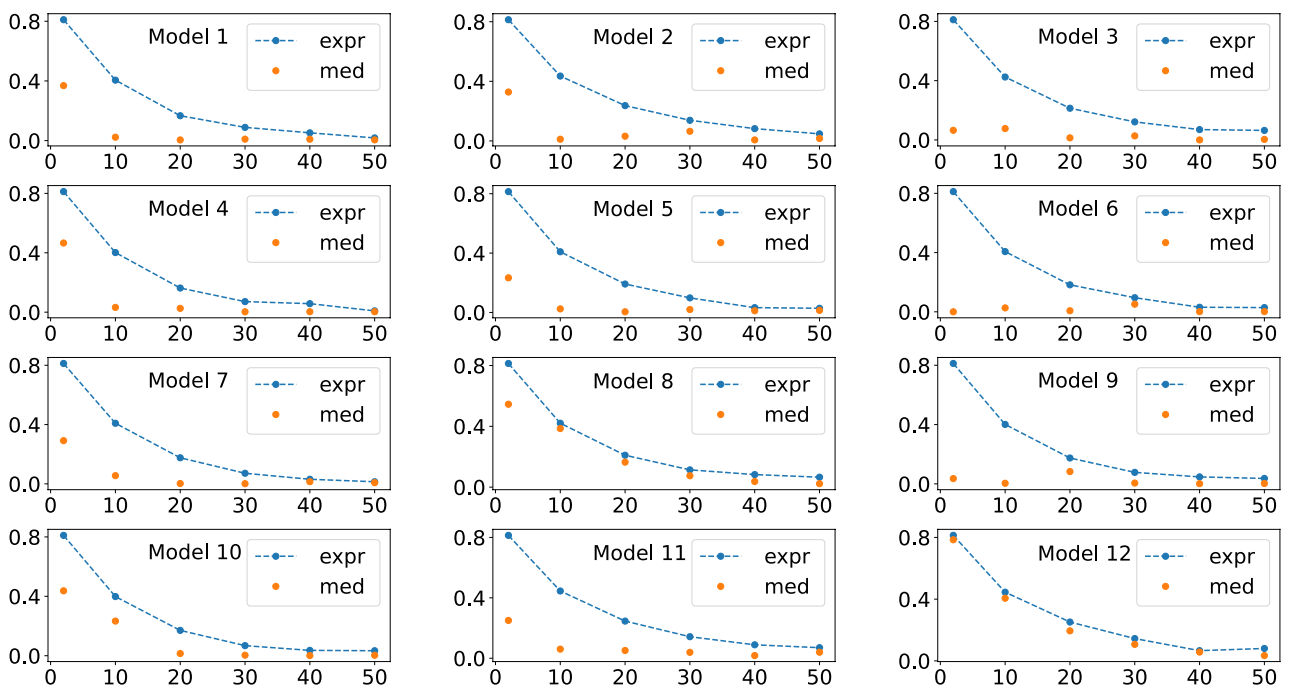 0.8 Model 1 expr
0.4 med
0.0
0 10 20 30 40 50
0.8 Model 2 expr
0.4 med
0.0
0 10 20 30 40 50
0.8 Model 3 expr
0.4 med
0.0
0 10 20 30 40 50
0.8 Model 4 expr
0.4 med
0.0
0 10 20 30 40 50
0.8 Model 5 expr
0.4 med
0.0
0 10 20 30 40 50
0.8 Model 6 expr
0.4 med
0.0
0 10 20 30 40 50
0.8 Model 7 expr
0.4 med
0.0
0 10 20 30 40 50
0.8 Model 8 expr
0.4 med
0.0
0 10 20 30 40 50
0.8 Model 9 expr
0.4 med
0.0
0 10 20 30 40 50
0.8 Model 10 expr
0.4 med
0.0
0 10 20 30 40 50
0.8 Model 11 expr
0.4 med
0.0
0 10 20 30 40 50
0.8 Model 12 expr
0.4 med
0.0
0 10 20 30 40 50